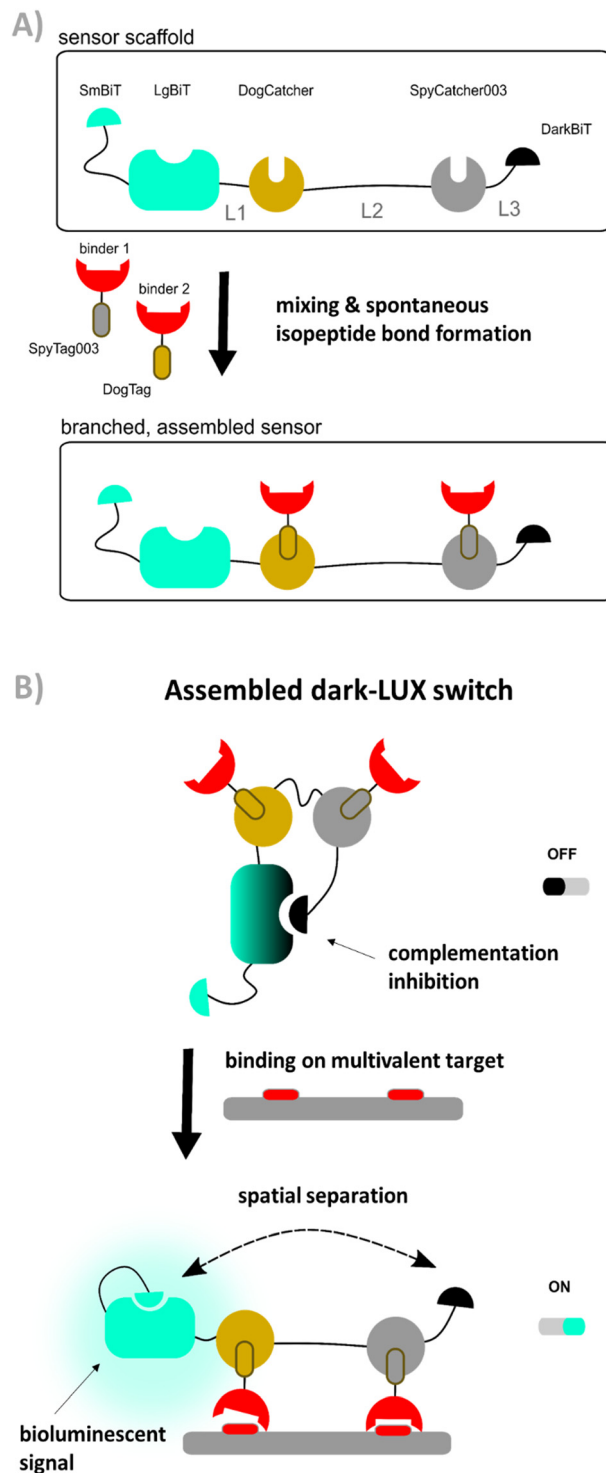 A)
sensor scaffold
SmBiT LgBiT DogCatcher SpyCatcher003
DarkBiT
L1 L2 L3
binder 1
binder 2
SpyTag003
DogTag
mixing & spontaneous
isopeptide bond formation
branched, assembled sensor
B) Assembled dark-LUX switch
OFF
complementation
inhibition
binding on multivalent target
spatial separation
ON
bioluminescent
signal